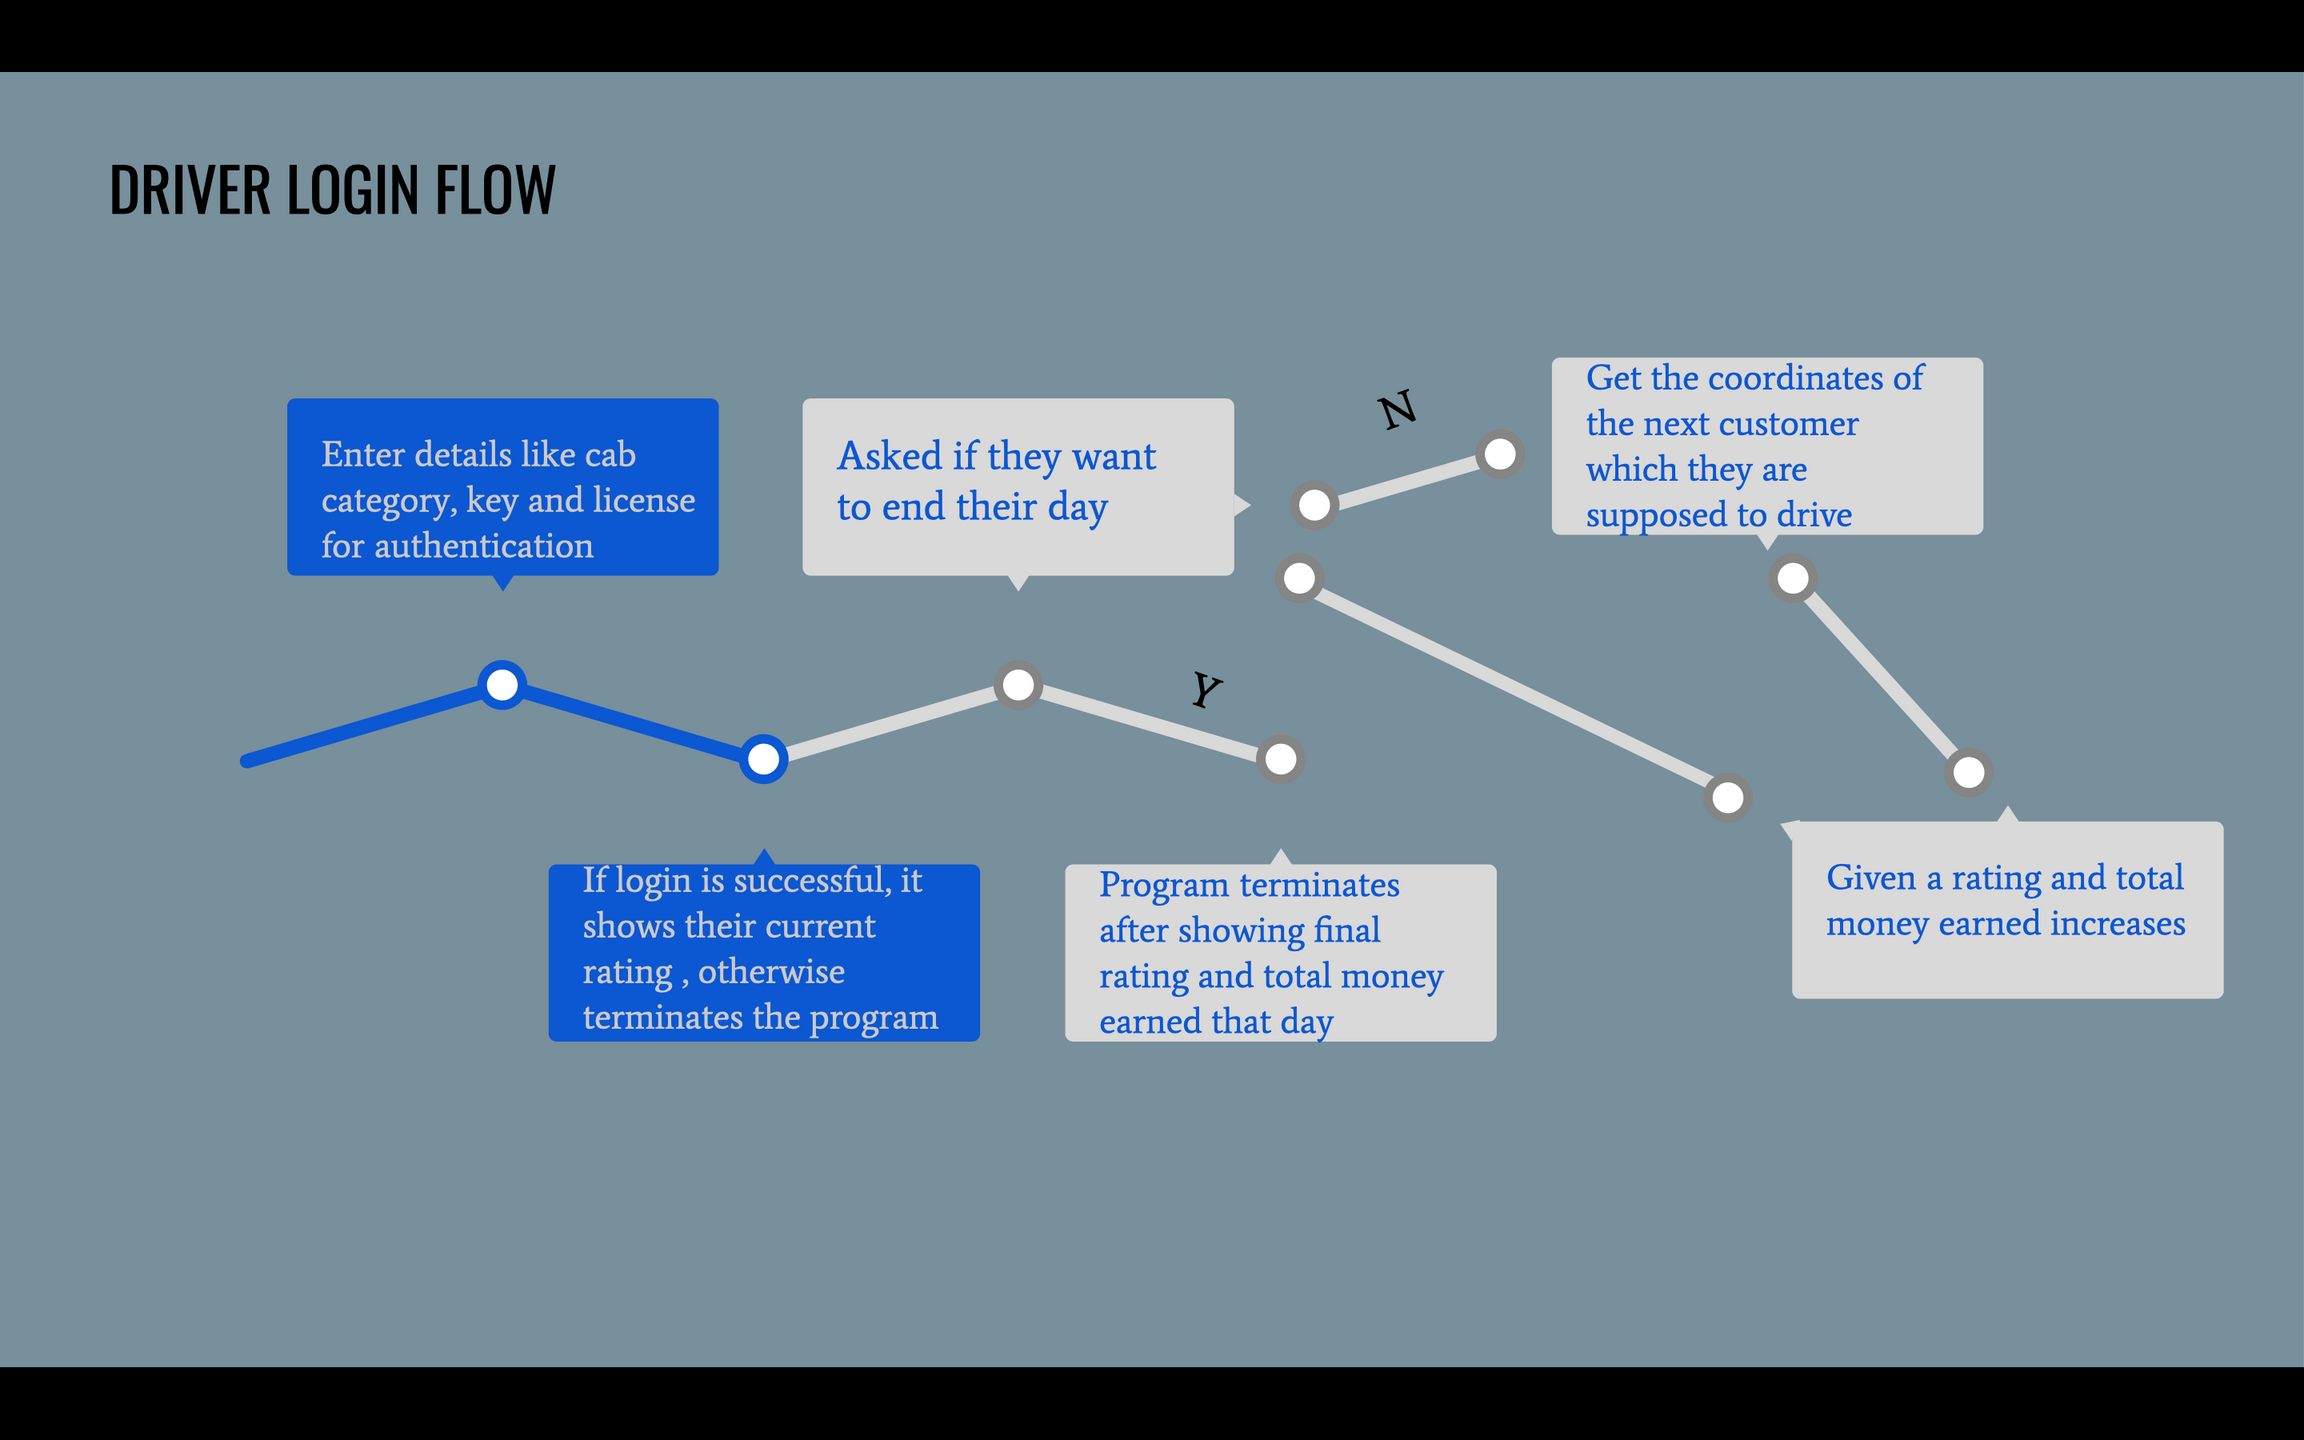 DRIVER LOGIN FLOW
Enter details like cab
category, key and license
for authentication
Asked if they want
to end their day
N
Get the coordinates of
the next customer
which they are
supposed to drive
Y
If login is successful, it
shows their current
rating , otherwise
terminates the program
Program terminates
after showing final
rating and total money
earned that day
Given a rating and total
money earned increases